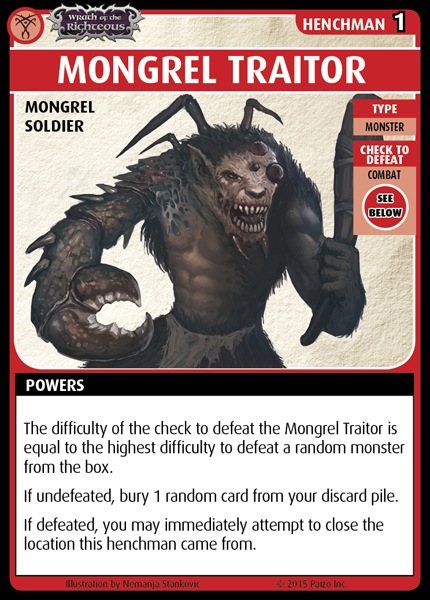 Wrath of the
Righteous
HENCHMAN 1
MONGREL TRAITOR
MONGREL
SOLDIER
TYPE
MONSTER
CHECK TO
DEFEAT
COMBAT
SEE
BELOW
POWERS
The difficulty of the check to defeat the Mongrel Traitor is
equal to the highest difficulty to defeat a random monster
from the box.
If undefeated, bury 1 random card from your discard pile.
If defeated, you may immediately attempt to close the
location this henchman came from.
Illustration by Nemanja Stankovic
© 2015 Paizo Inc.